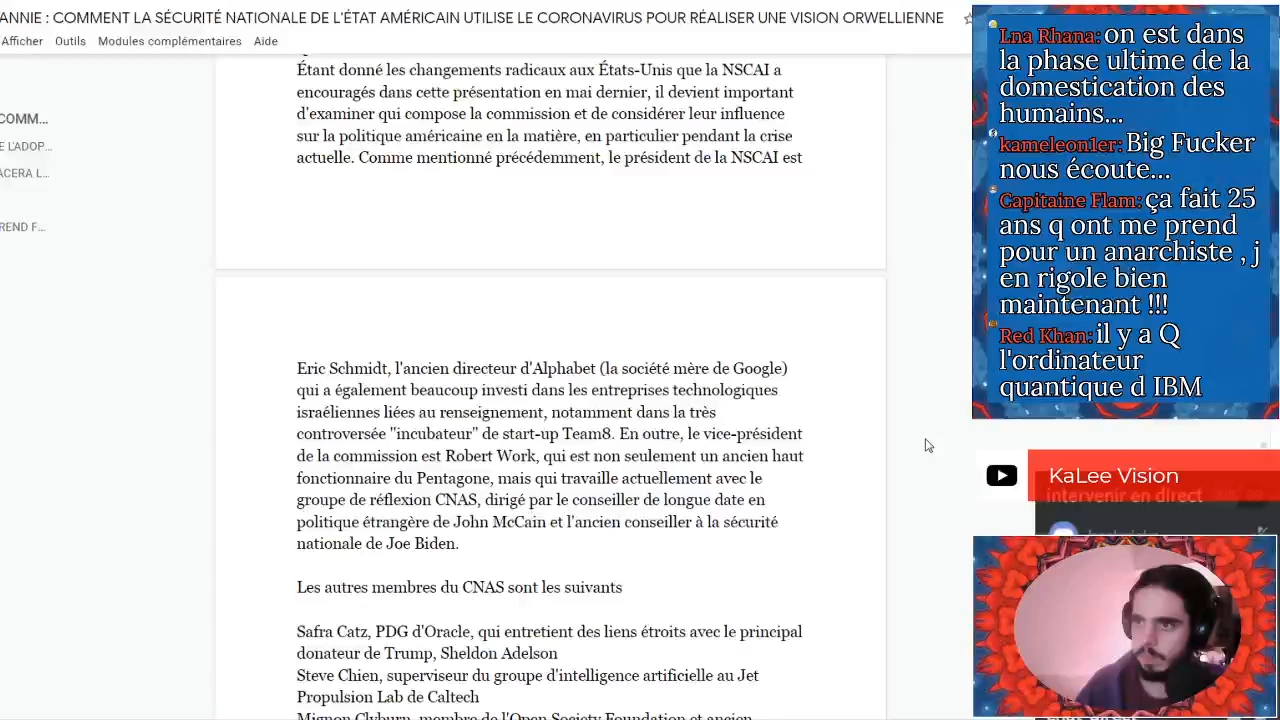 ANNIE : COMMENT LA SÉCURITÉ NATIONALE DE L'ÉTAT AMÉRICAIN UTILISE LE CORONAVIRUS POUR RÉALISER UNE VISION ORWELLIENNE
Afficher Outils Modules complémentaires Aide
COMM...
E L'ADOP...
ACERA L...
REND F...
Étant donné les changements radicaux aux États-Unis que la NSCAI a
encouragés dans cette présentation en mai dernier, il devient important
d'examiner qui compose la commission et de considérer leur influence
sur la politique américaine en la matière, en particulier pendant la crise
actuelle. Comme mentionné précédemment, le président de la NSCAI est
Eric Schmidt, l'ancien directeur d'Alphabet (la société mère de Google)
qui a également beaucoup investi dans les entreprises technologiques
israéliennes liées au renseignement, notamment dans la très
controversée "incubateur" de start-up Team8. En outre, le vice-président
de la commission est Robert Work, qui est non seulement un ancien haut
fonctionnaire du Pentagone, mais qui travaille actuellement avec le
groupe de réflexion CNAS, dirigé par le conseiller de longue date en
politique étrangère de John McCain et l'ancien conseiller à la sécurité
nationale de Joe Biden.
Les autres membres du CNAS sont les suivants
Safra Catz, PDG d'Oracle, qui entretient des liens étroits avec le principal
donateur de Trump, Sheldon Adelson
Steve Chien, superviseur du groupe d'intelligence artificielle au Jet
Propulsion Lab de Caltech
Mignon Clyburn, membre de l'Open Society Foundation et ancien
Lna Rhana: on est dans
la phase ultime de la
domestication des
humains...
kameleon1er: Big Fucker
nous écoute...
Capitaine Flam: ça fait 25
ans q ont me prend
pour un anarchiste , j
en rigole bien
maintenant !!!
Red Khan: il y a Q
l'ordinateur
quantique d IBM
KaLee Vision
intervenir en direct